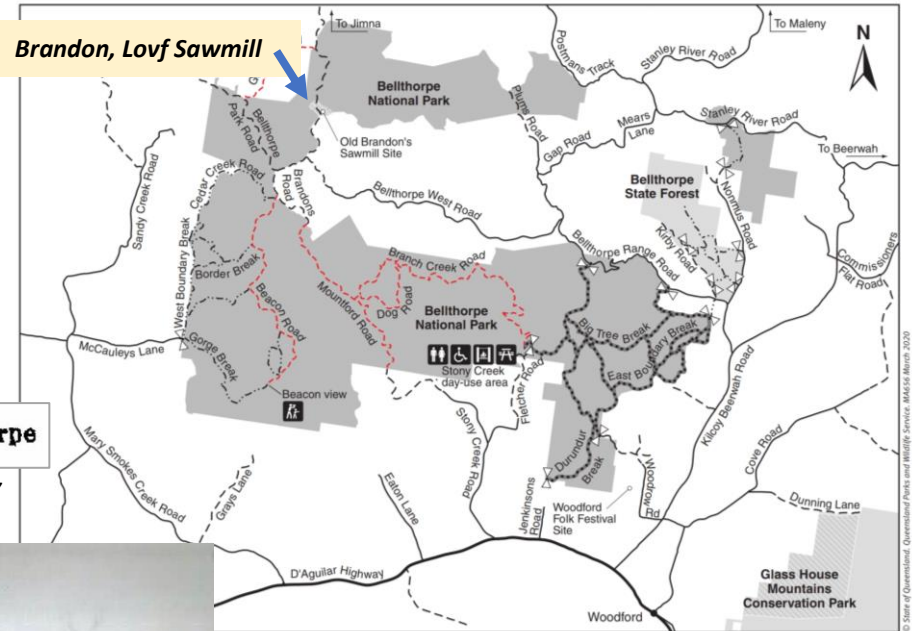 Brandon, Lovf Sawmill
To Jimna
To Maleny
N
Postmans Track
Stanley River Road
Bellthorpe
National Park
Plums Road
Bellthorpe
Park Road
Old Brandon's
Sawmill Site
Mears
Lane
Gap Road
Stanley River Road
To Beerwah
Sandy Creek Road
Cedar Creek Road
Brandons
Road
Bellthorpe West Road
Bellthorpe
State Forest
Kirby Road
Nonmus Road
Commissioners
Flat Road
West Boundary Break
Border Break
Beacon Road
Mountford Road
Branch Creek Road
Dog
Road
Bellthorpe
National Park
Bellthorpe Range
Road
Big Tree Break
East Boundary Break
McCauleys Lane
Gorge Break
Beacon view
Stony Creek
day-use area
Fletcher Road
Stony Creek Road
Kilcoy Beerwah Road
rpe
Mary Smokes Creek Road
Grays Lane
Eaton Lane
Durundur
Break
Jenkinsons
Road
Woodrow
Rd
Woodford
Folk Festival
Site
Cove Road
Dunning Lane
D'Aguilar Highway
Woodford
Glass House
Mountains
Conservation Park
© State of Queensland. Queensland Parks and Wildlife Service. MA656 March 2020